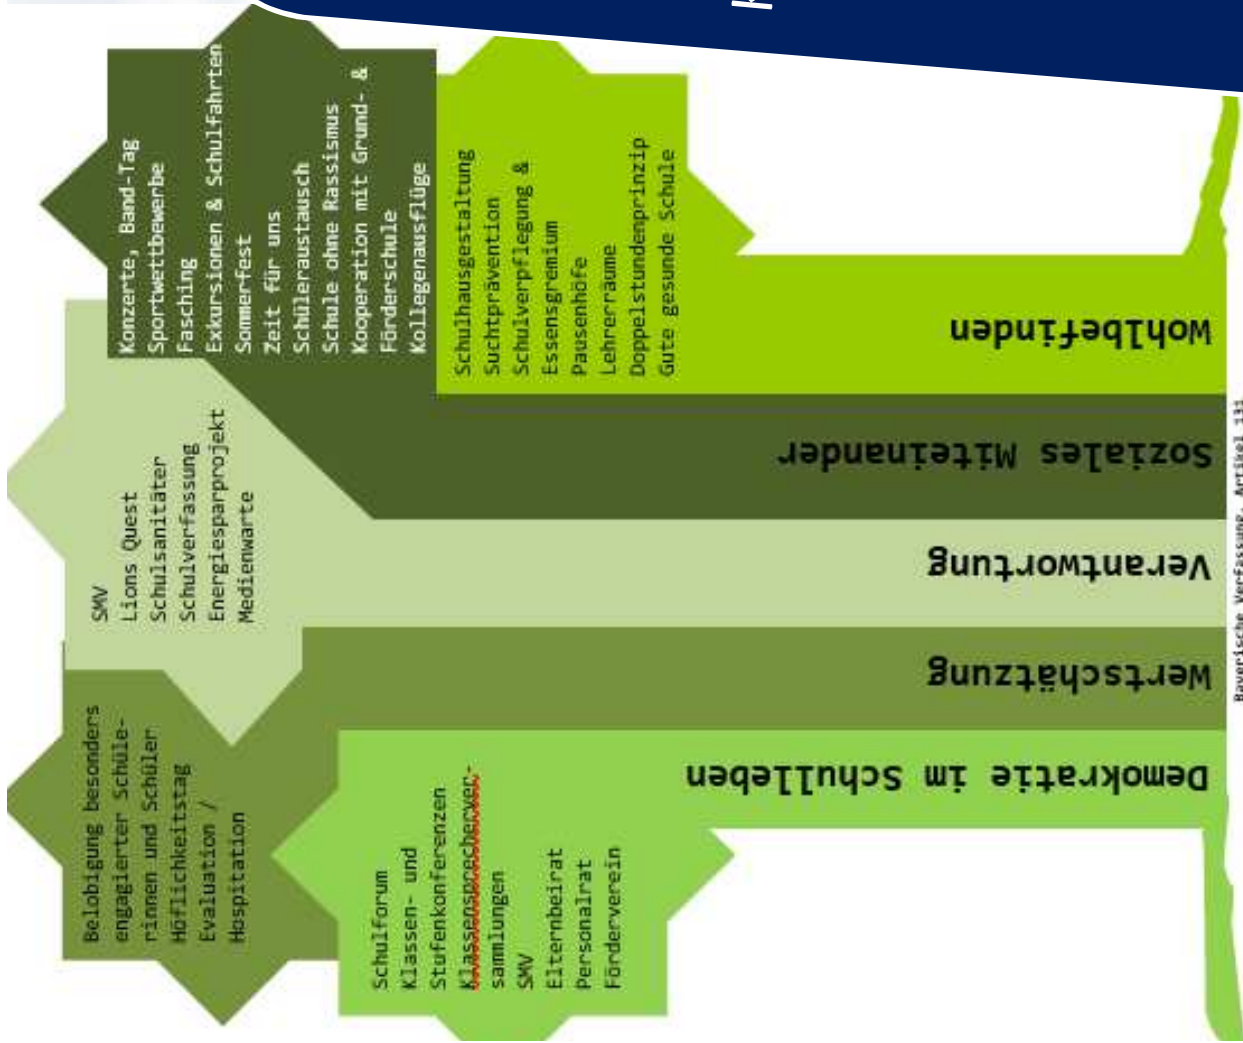 Belobigung besonders
engagierter Schüle-
rinnen und Schüler
Höflichkeitstag
Evaluation /
Hospitation
SMV
Lions Quest
Schulsanitäter
Schulverfassung
Energiesparprojekt
Medienwarte
Konzerte, Band-Tag
Sportwettbewerbe
Fasching
Exkursionen & Schulfahrten
Sommerfest
Zeit für uns
Schüleraustausch
Schule ohne Rassismus
Kooperation mit Grund- &
Förderschule
Kollegenausflüge
Schulforum
Klassen- und
Stufenkonferenzen
Klassensprecherver-
sammlungen
SMV
Elternbeirat
Personalrat
Förderverein
Schulhausgestaltung
Suchtprävention
Schulverpflegung &
Essensgremium
Pausenhöfe
Lehrerräume
Doppelstundenprinzip
Gute gesunde Schule
Demokratie im Schulleben
Wertschätzung
Verantwortung
Soziales Miteinander
Wohlbefinden
Bayerische Verfassung, Artikel 131